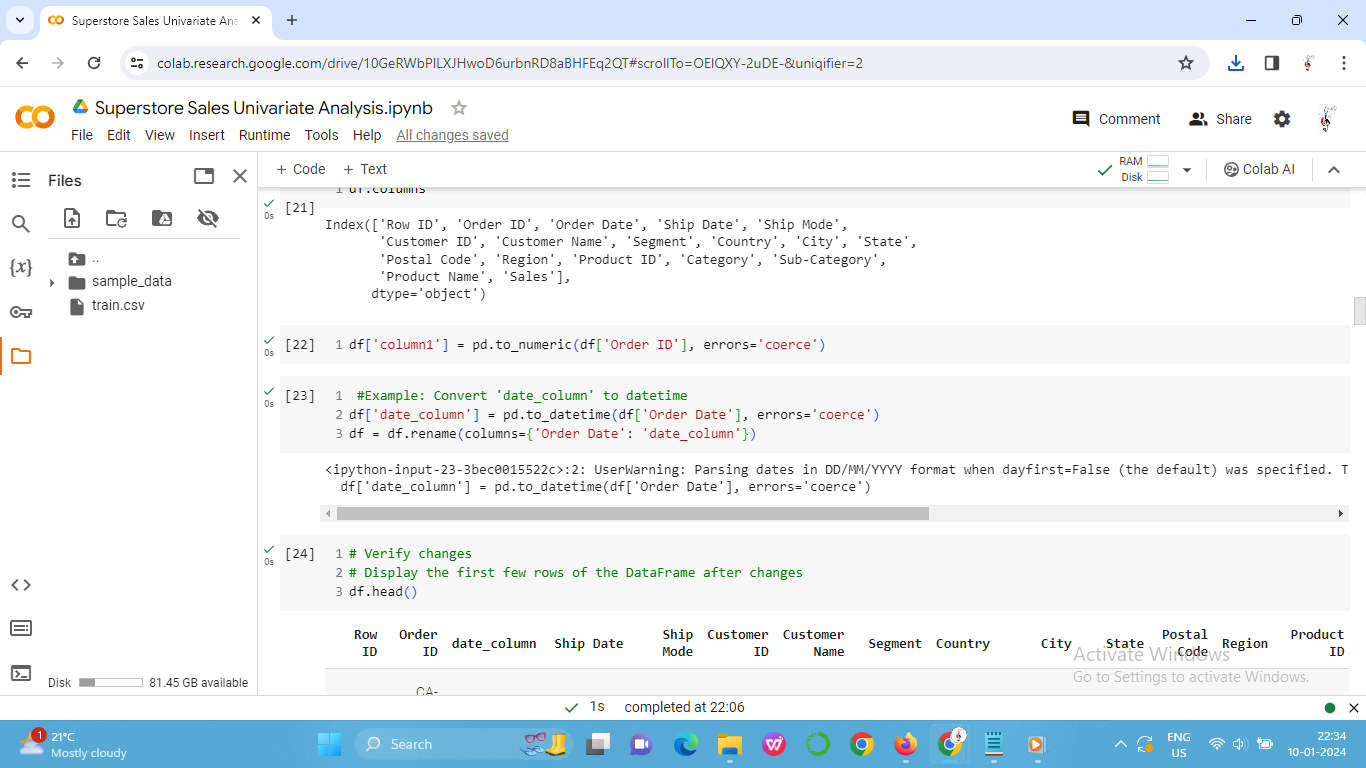 Superstore Sales Univariate Ana
colab.research.google.com/drive/10GeRWbPILXJHwoD6urbnRD8aBHFEq2QT#scrollTo=OEIQXY-2uDE-&uniqifier=2
Superstore Sales Univariate Analysis.ipynb
File Edit View Insert Runtime Tools Help All changes saved
Comment Share
Files
+ Code + Text
RAM
Disk
Colab AI
..
sample_data
train.csv
1 df.columns
[21]
0s
Index(['Row ID', 'Order ID', 'Order Date', 'Ship Date', 'Ship Mode',
'Customer ID', 'Customer Name', 'Segment', 'Country', 'City', 'State',
'Postal Code', 'Region', 'Product ID', 'Category', 'Sub-Category',
'Product Name', 'Sales'],
dtype='object')
[22] 1 df['column1'] = pd.to_numeric(df['Order ID'], errors='coerce')
0s
[23] 1 #Example: Convert 'date_column' to datetime
0s
2 df['date_column'] = pd.to_datetime(df['Order Date'], errors='coerce')
3 df = df.rename(columns={'Order Date': 'date_column'})
<ipython-input-23-3bec0015522c>:2: UserWarning: Parsing dates in DD/MM/YYYY format when dayfirst=False (the default) was specified. T
df['date_column'] = pd.to_datetime(df['Order Date'], errors='coerce')
[24] 1 # Verify changes
0s
2 # Display the first few rows of the DataFrame after changes
3 df.head()
Row ID Order ID date_column Ship Date Ship Mode Customer ID Customer Name Segment Country City State Postal Code Region Product ID
CA-
Activate Windows
Go to Settings to activate Windows.
Disk 81.45 GB available
1s completed at 22:06
1
21°C
Mostly cloudy
Search
ENG
US
22:34
10-01-2024